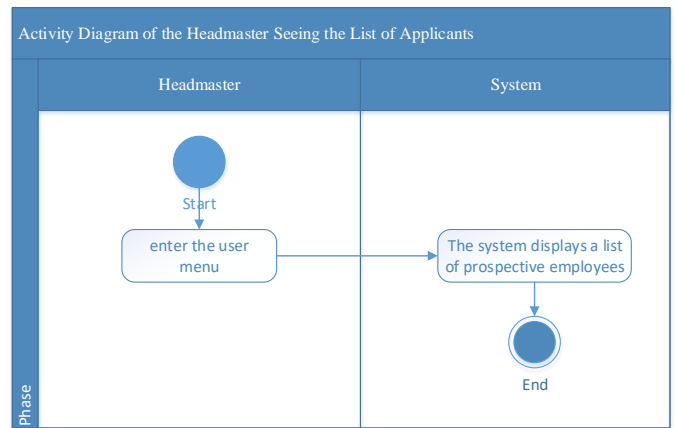 Activity Diagram of the Headmaster Seeing the List of Applicants
Headmaster
System
Start
enter the user
menu
The system displays a list
of prospective employees
End
Phase